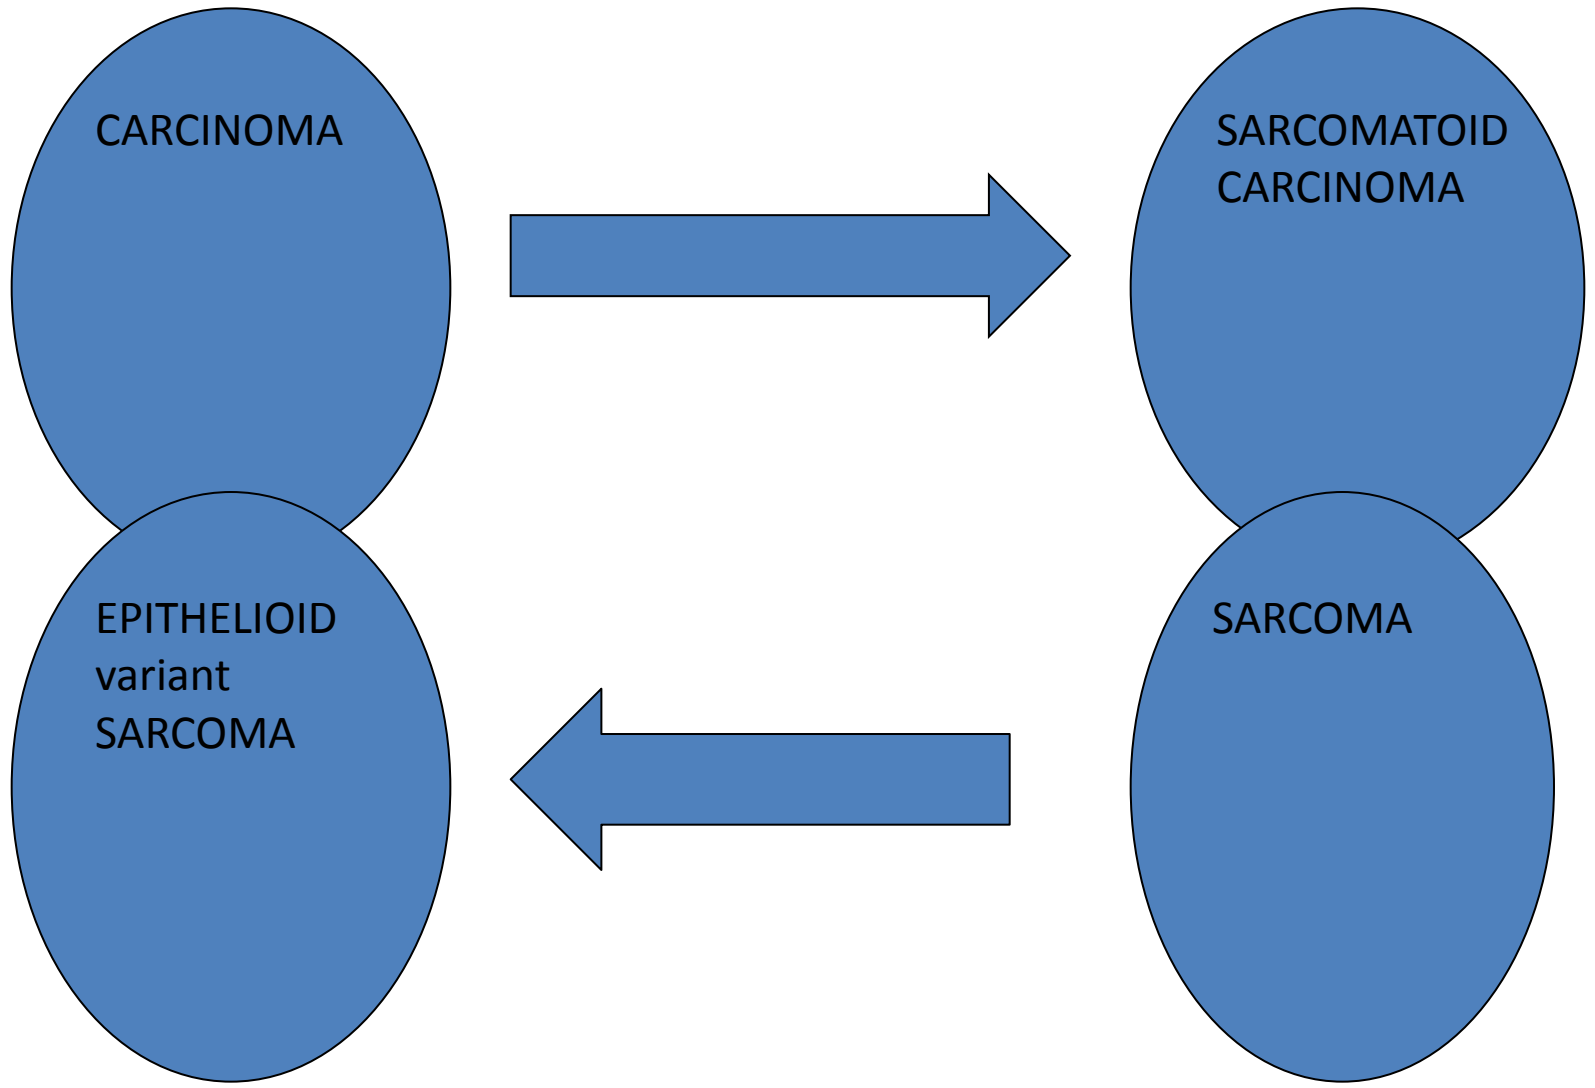 CARCINOMA
SARCOMATOID
CARCINOMA
EPITHELIOID
variant
SARCOMA
SARCOMA